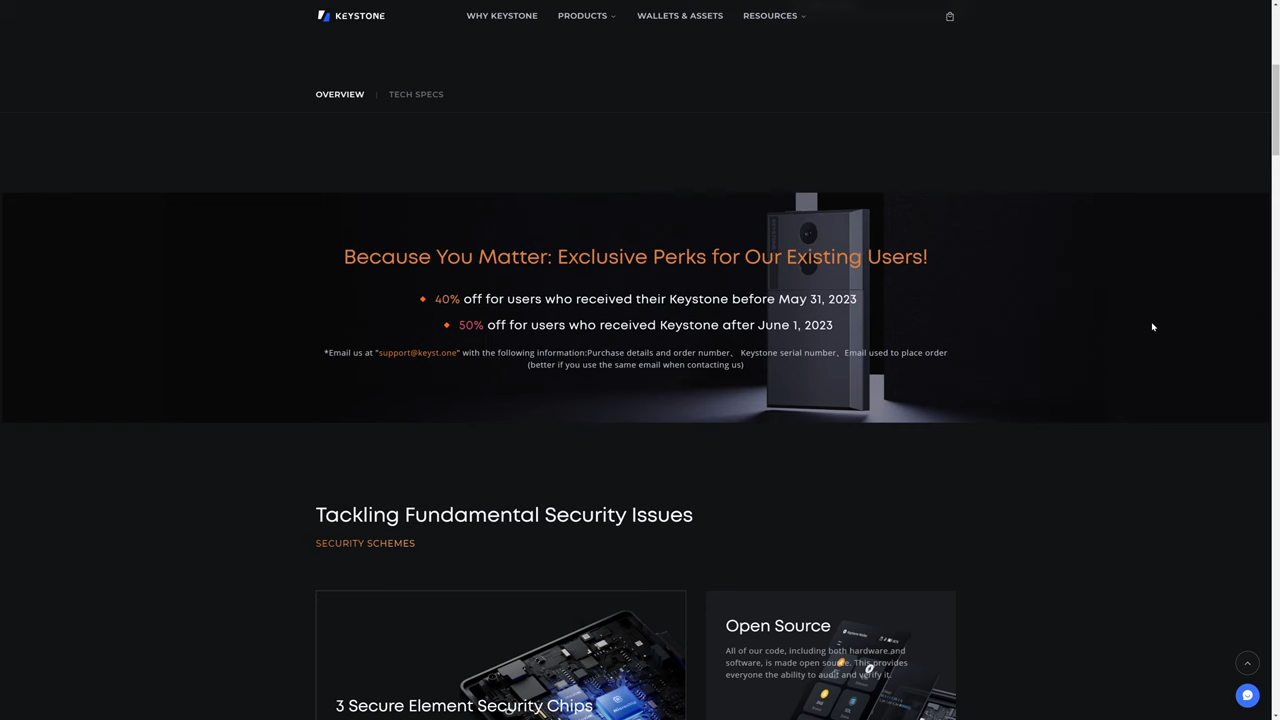 KEYSTONE
WHY KEYSTONE PRODUCTS WALLETS & ASSETS RESOURCES
OVERVIEW | TECH SPECS
Because You Matter: Exclusive Perks for Our Existing Users!
40% off for users who received their Keystone before May 31, 2023
50% off for users who received Keystone after June 1, 2023
*Email us at "support@keyst.one" with the following information:Purchase details and order number、 Keystone serial number、Email used to place order
(better if you use the same email when contacting us)
Tackling Fundamental Security Issues
SECURITY SCHEMES
3 Secure Element Security Chips
Open Source
All of our code, including both hardware and
software, is made open source. This provides
everyone the ability to audit and verify it.